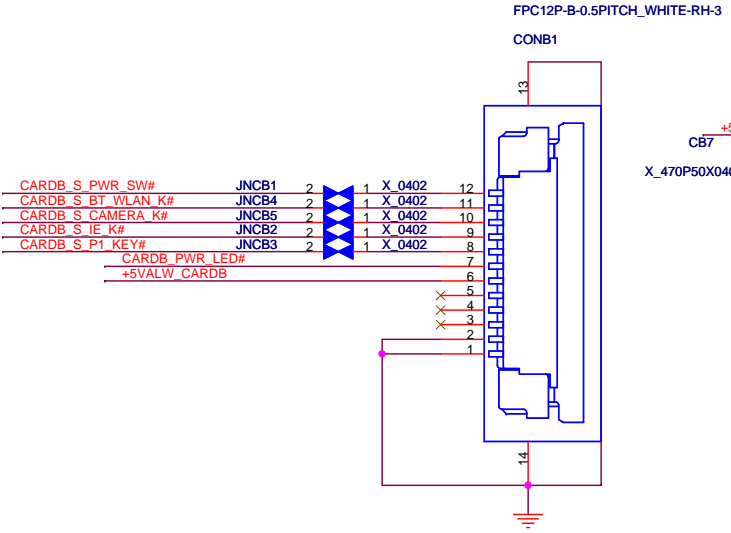 FPC12P-B-0.5PITCH_WHITE-RH-3
CONB1
13
+5
CB7
X_470P50X040
CARDB_S_PWR_SW# JNCB1 2 1 X_0402 12
CARDB_S_BT_WLAN_K# JNCB4 2 1 X_0402 11
CARDB_S_CAMERA_K# JNCB5 2 1 X_0402 10
CARDB_S_IE_K# JNCB2 2 1 X_0402 9
CARDB_S_P1_KEY# JNCB3 2 1 X_0402 8
CARDB_PWR_LED# 7
+5VALW_CARDB 6
5
4
3
2
1
14